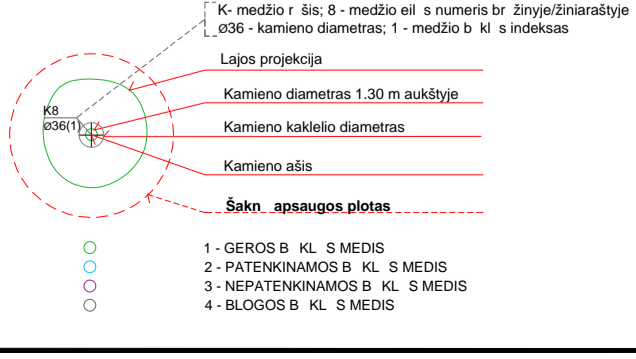 K- medžio r šis; 8 - medžio eil s numeris br žinyje/žiniaraštyje
Ø36 - kamieno diametras; 1 - medžio b kl s indeksas
Lajos projekcija
Kamieno diametras 1.30 m aukštyje
K8
Ø36(1)
Kamieno kaklelio diametras
Kamieno ašis
Šakn apsaugos plotas
1 - GEROS B KL S MEDIS
2 - PATENKINAMOS B KL S MEDIS
3 - NEPATENKINAMOS B KL S MEDIS
4 - BLOGOS B KL S MEDIS